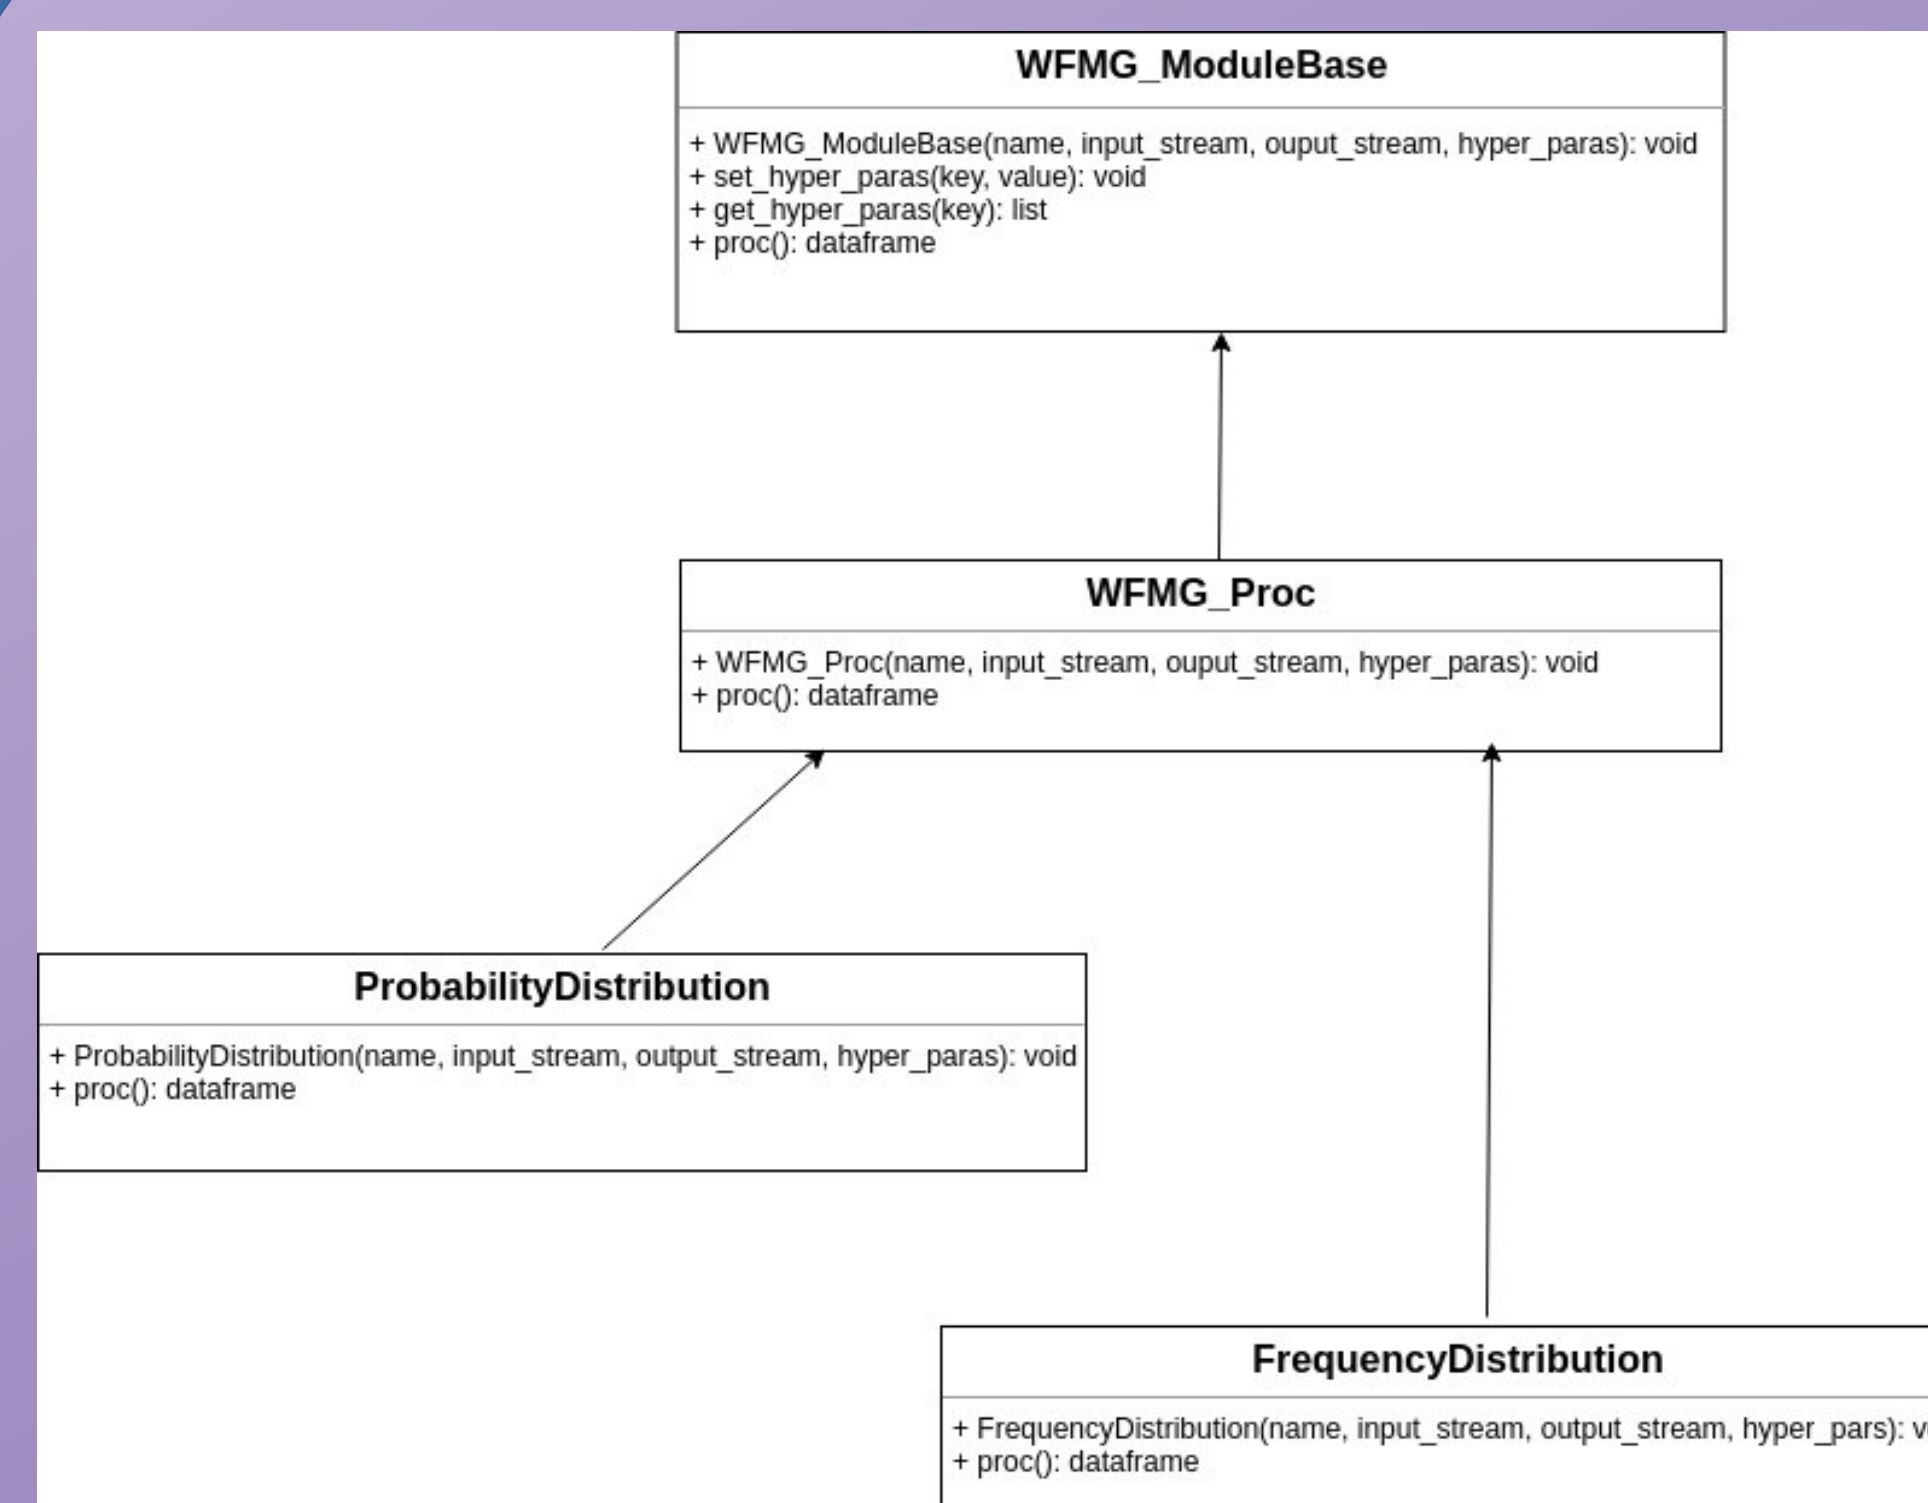 WFMG_ModuleBase
+ WFMG_ModuleBase(name, input_stream, ouput_stream, hyper_paras): void
+ set_hyper_paras(key, value): void
+ get_hyper_paras(key): list
+ proc(): dataframe
WFMG_Proc
+ WFMG_Proc(name, input_stream, ouput_stream, hyper_paras): void
+ proc(): dataframe
ProbabilityDistribution
+ ProbabilityDistribution(name, input_stream, output_stream, hyper_paras): void
+ proc(): dataframe
FrequencyDistribution
+ FrequencyDistribution(name, input_stream, output_stream, hyper_pars):
+ proc(): dataframe